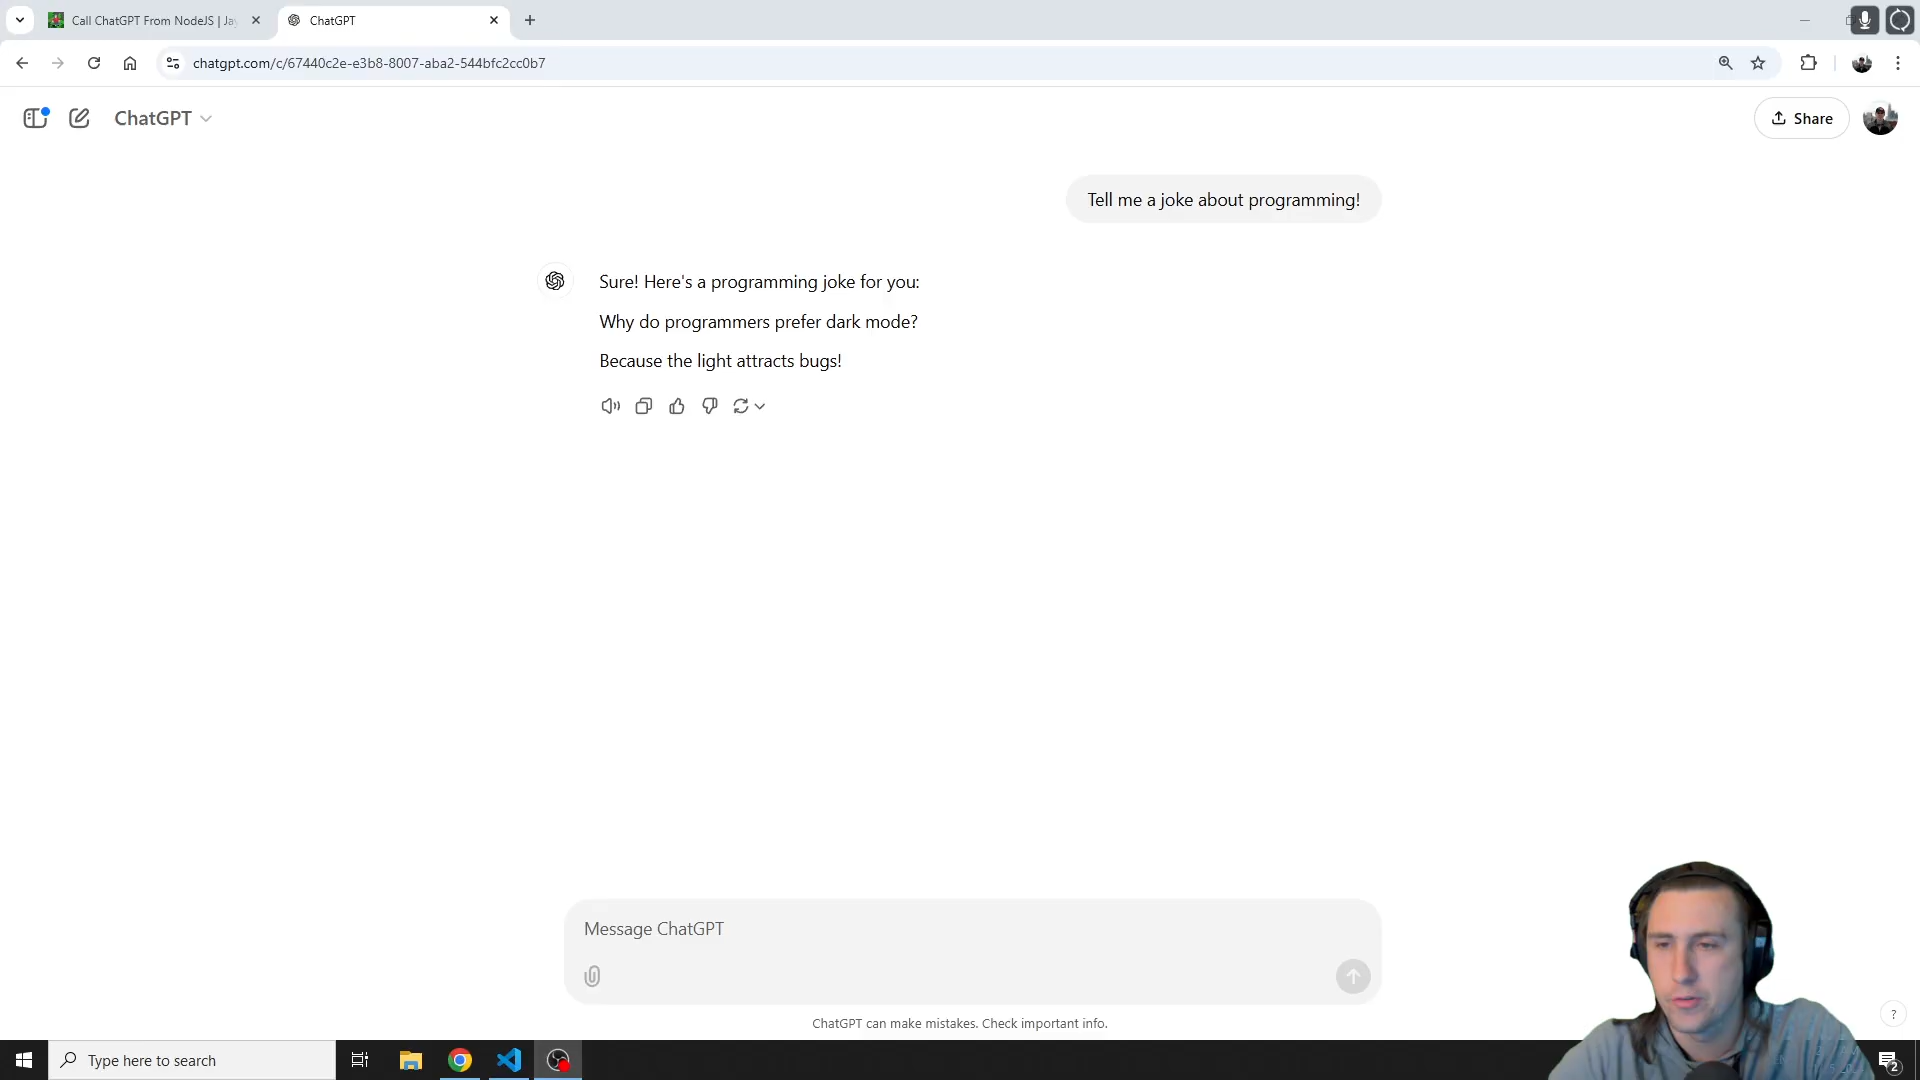 Call ChatGPT From NodeJS | Jay
ChatGPT
chatgpt.com/c/67440c2e-e3b8-8007-aba2-544bfc2cc0b7
ChatGPT
Share
Tell me a joke about programming!
Sure! Here's a programming joke for you:
Why do programmers prefer dark mode?
Because the light attracts bugs!
Message ChatGPT
ChatGPT can make mistakes. Check important info.
?
Type here to search
2